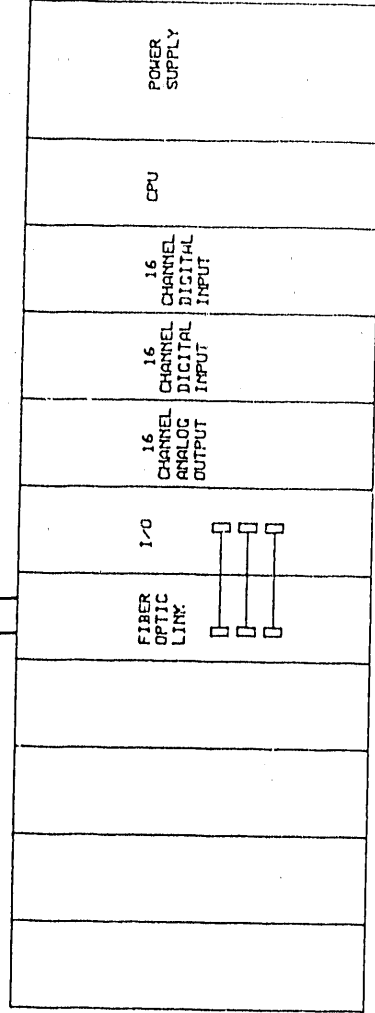 POWER
SUPPLY
CPU
16
CHANNEL
DIGITAL
INPUT
16
CHANNEL
DIGITAL
INPUT
16
CHANNEL
ANALOG
OUTPUT
I/O
FIBER
OPTIC
LINK